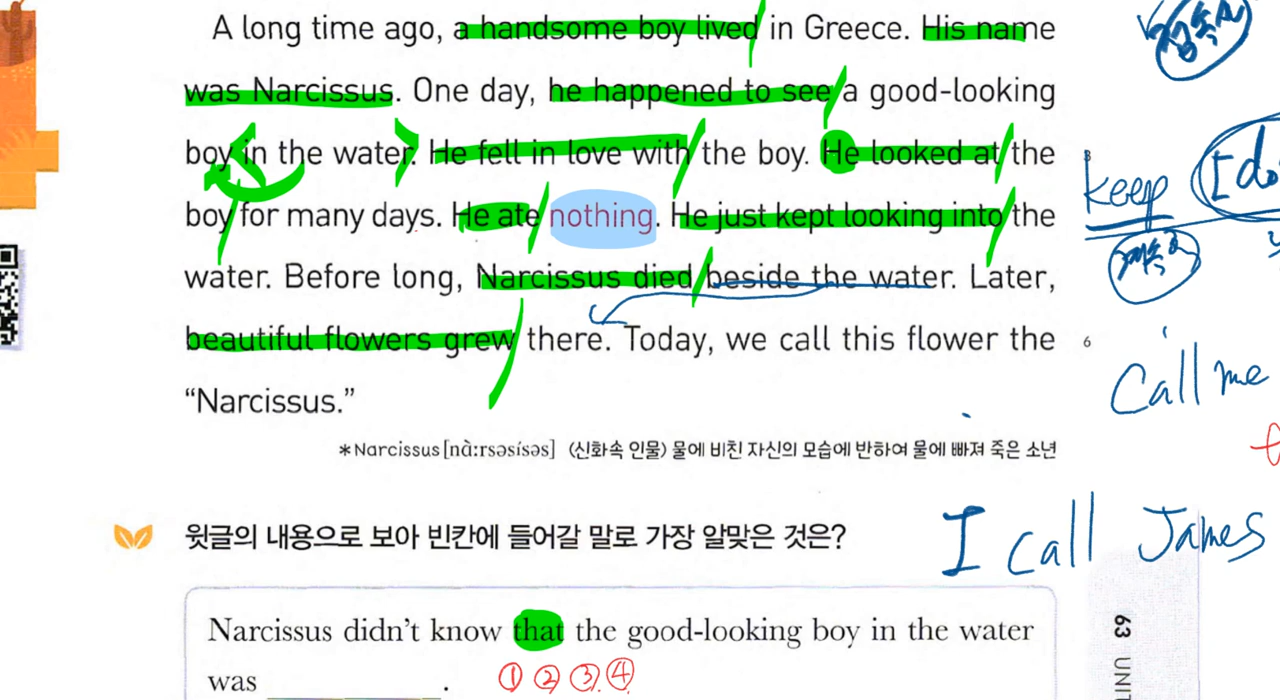 A long time ago, a handsome boy lived in Greece. His name
was Narcissus. One day, he happened to see a good-looking
boy in the water. He fell in love with the boy. He looked at the
boy for many days. He ate nothing. He just kept looking into the
water. Before long, Narcissus died beside the water. Later,
beautiful flowers grew there. Today, we call this flower the
6
“Narcissus.”
*Narcissus[nàːrsəsísəs] (신화속 인물) 물에 비친 자신의 모습에 반하여 물에 빠져 죽은 소년
keep
Call me
I call James
윗글의 내용으로 보아 빈칸에 들어갈 말로 가장 알맞은 것은?
Narcissus didn’t know that the good-looking boy in the water
was ________.
① ② ③ ④
63